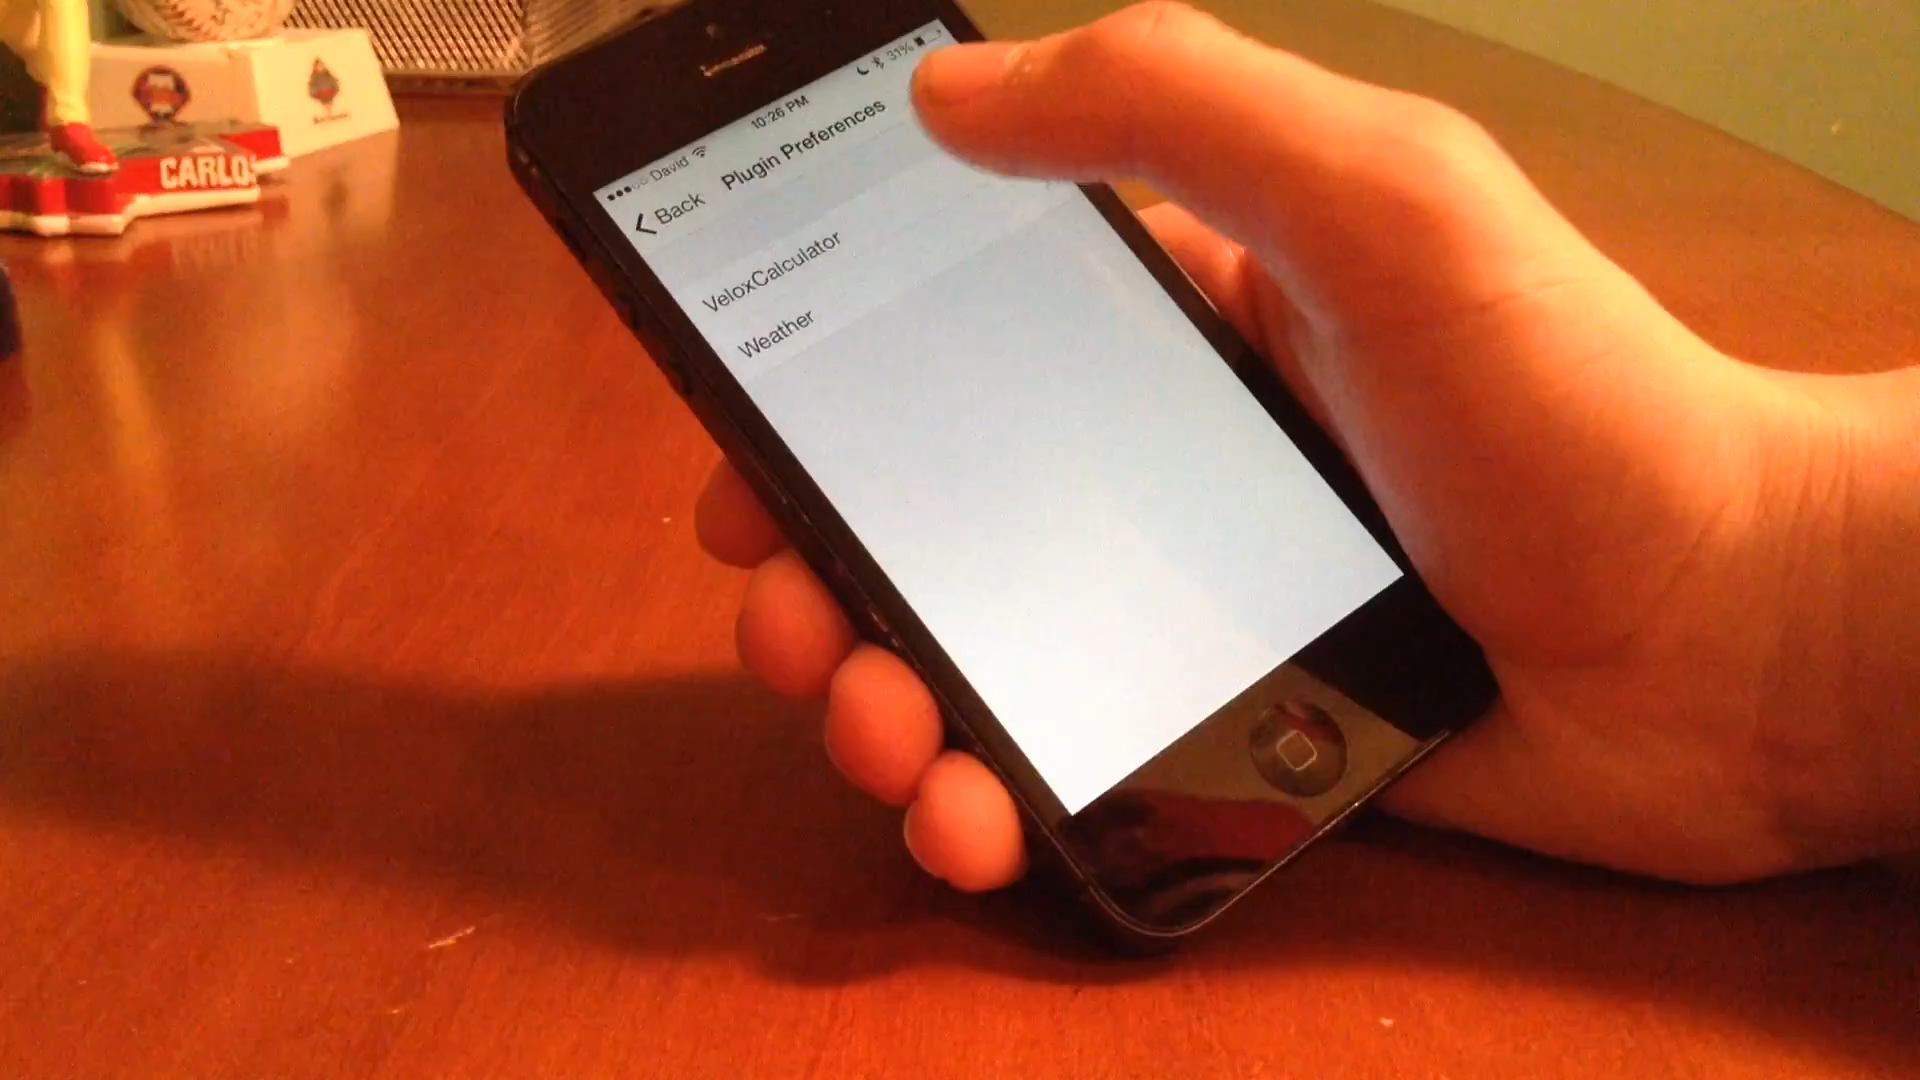 David 10:26 PM 31%
Back Plugin Preferences
VeloxCalculator
Weather
CARLOS